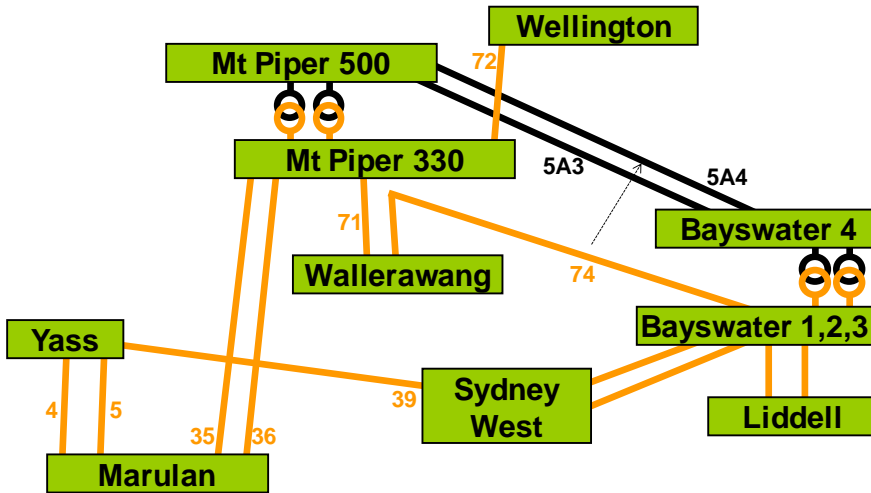 Wellington
Mt Piper 500
72
Mt Piper 330
5A3
5A4
71
Bayswater 4
Wallerawang
74
Bayswater 1,2,3
Yass
39
Sydney
West
4
5
Liddell
35
36
Marulan